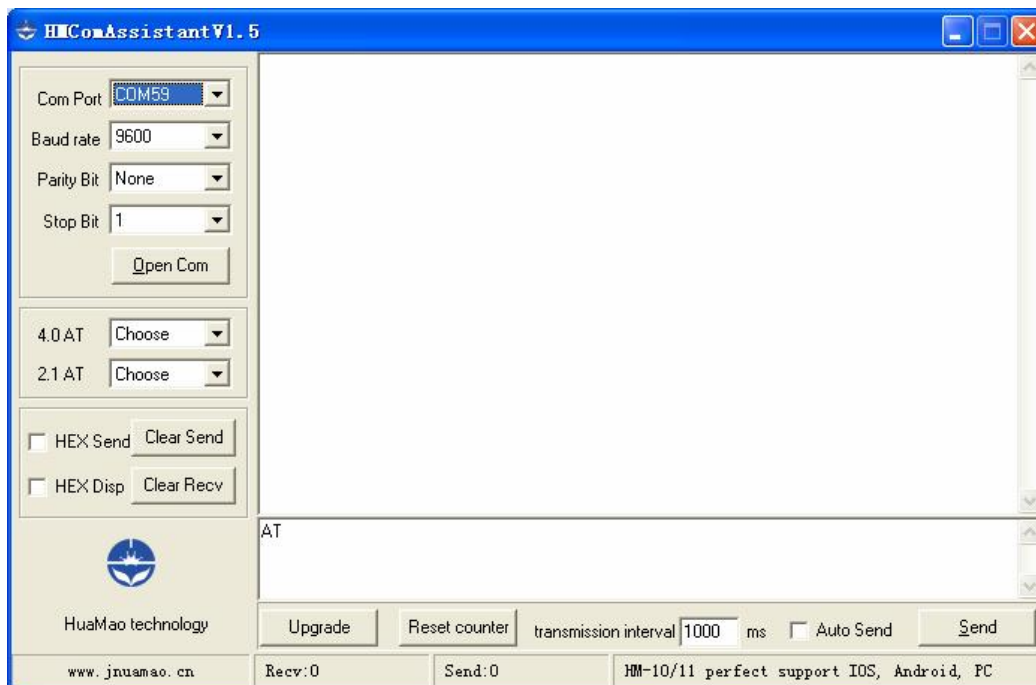 HMComAssistantV1.5
Com Port COM59
Baud rate 9600
Parity Bit None
Stop Bit 1
Open Com
4.0 AT Choose
2.1 AT Choose
HEX Send Clear Send
HEX Disp Clear Recv
AT
HuaMao technology
Upgrade Reset counter transmission interval 1000 ms Auto Send Send
www.jnuamao.cn Recv:0 Send:0 HM-10/11 perfect support IOS, Android, PC